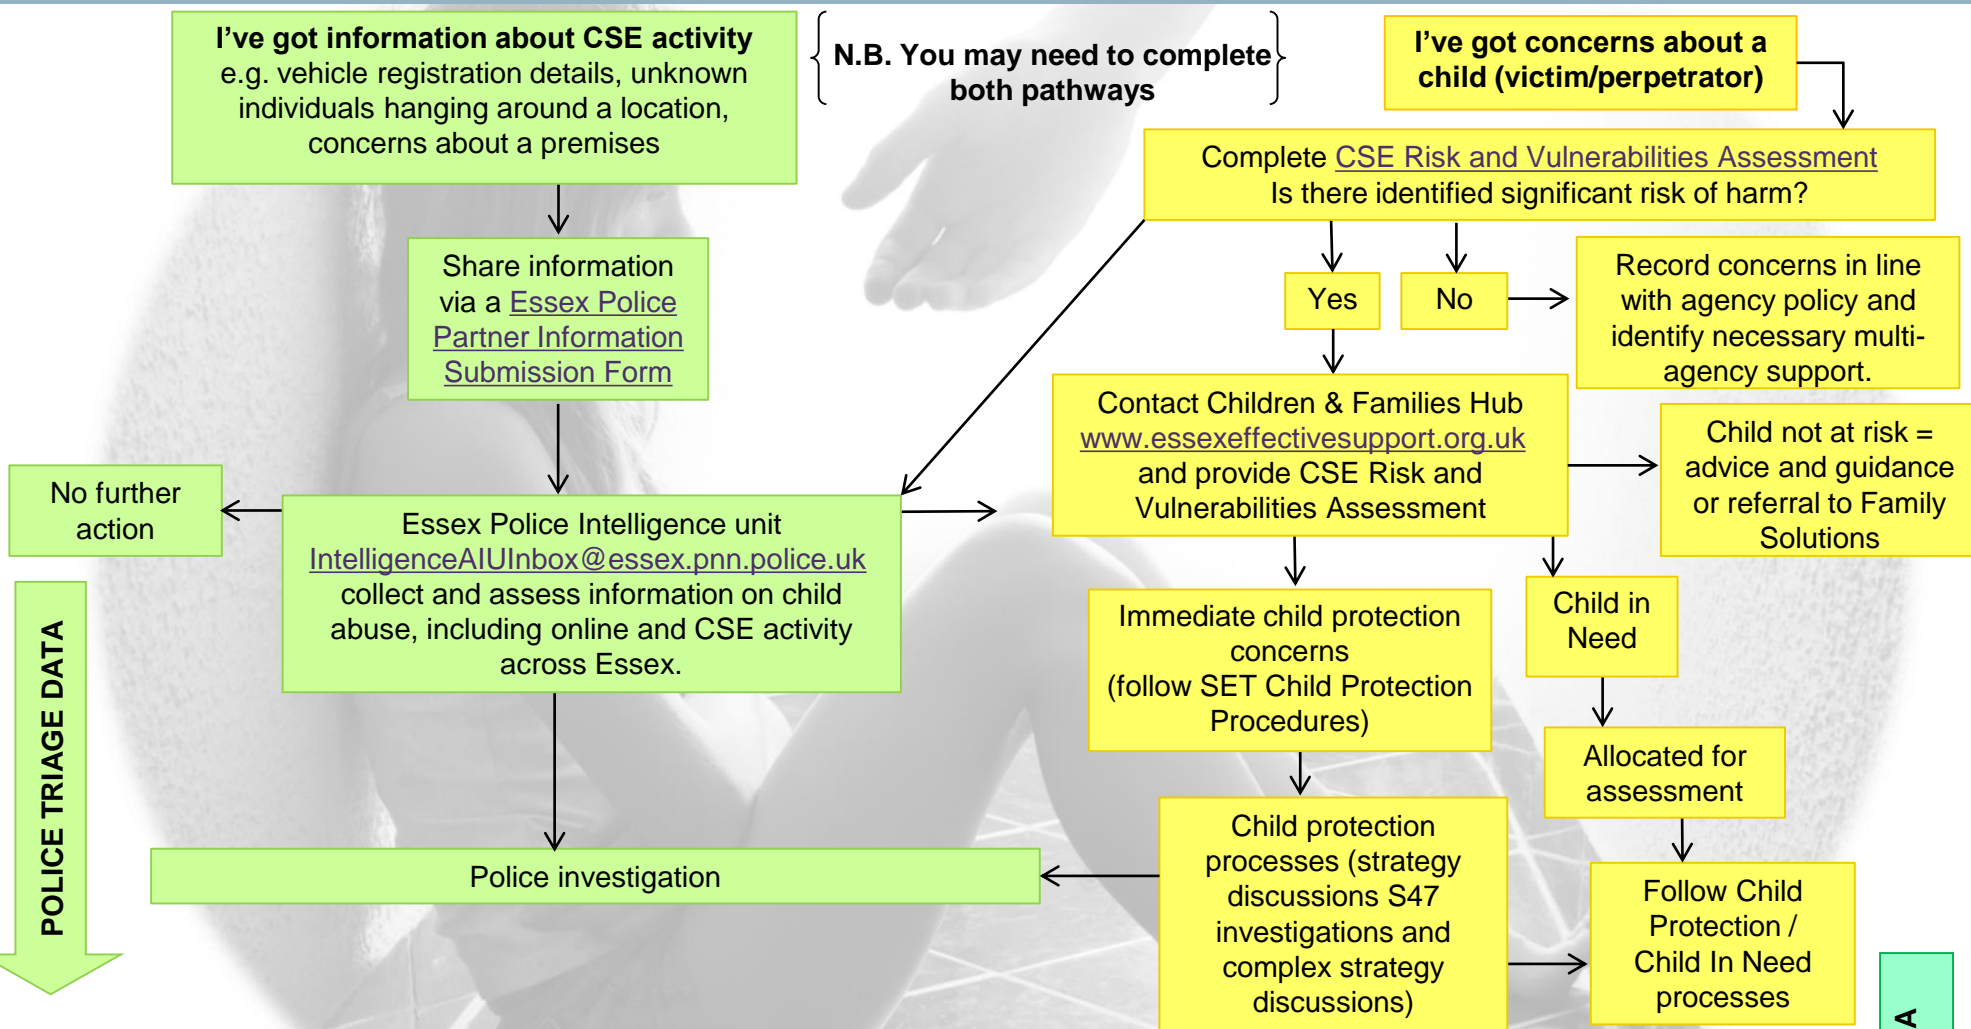 I've got information about CSE activity
e.g. vehicle registration details, unknown
individuals hanging around a location,
concerns about a premises
N.B. You may need to complete
both pathways
I've got concerns about a
child (victim/perpetrator)
Complete CSE Risk and Vulnerabilities Assessment
Is there identified significant risk of harm?
Share information
via a Essex Police
Partner Information
Submission Form
Yes
No
Record concerns in line
with agency policy and
identify necessary multi-
agency support.
Contact Children & Families Hub
www.essexeffectivesupport.org.uk
and provide CSE Risk and
Vulnerabilities Assessment
Child not at risk =
advice and guidance
or referral to Family
Solutions
No further
action
Essex Police Intelligence unit
IntelligenceAIUInbox@essex.pnn.police.uk
collect and assess information on child
abuse, including online and CSE activity
across Essex.
Immediate child protection
concerns
(follow SET Child Protection
Procedures)
Child in
Need
POLICE TRIAGE DATA
Allocated for
assessment
Child protection
processes (strategy
discussions S47
investigations and
complex strategy
discussions)
Police investigation
Follow Child
Protection /
Child In Need
processes
A